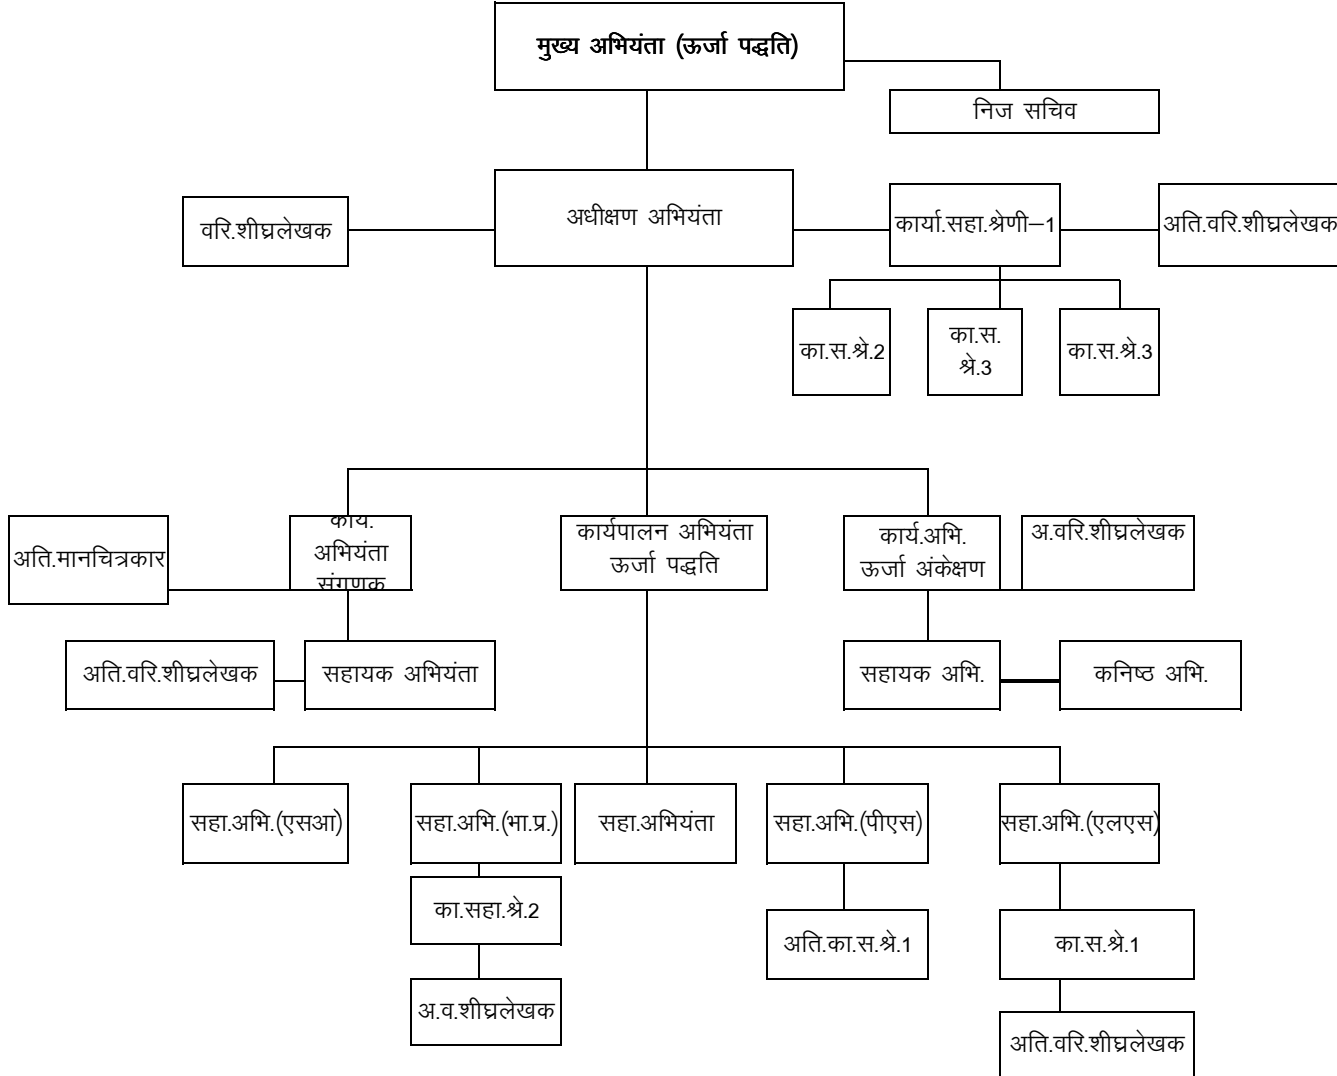 मुख्य अभियंता (ऊर्जा पद्धति)
निज सचिव
वरि.शीघ्रलेखक
अधीक्षण अभियंता
कार्या.सहा.श्रेणी–1
अति.वरि.शीघ्रलेखक
का.स.श्रे.2
का.स.
श्रे.3
का.स.श्रे.3
अति.मानचित्रकार
कार्य.
अभियंता
संगणक
कार्यपालन अभियंता
ऊर्जा पद्धति
कार्य.अभि.
ऊर्जा अंकेक्षण
अ.वरि.शीघ्रलेखक
अति.वरि.शीघ्रलेखक
सहायक अभियंता
सहायक अभि.
कनिष्ठ अभि.
सहा.अभि.(एसआ)
सहा.अभि.(भा.प्र.)
सहा.अभियंता
सहा.अभि.(पीएस)
सहा.अभि.(एलएस)
का.सहा.श्रे.2
अति.का.स.श्रे.1
का.स.श्रे.1
अ.व.शीघ्रलेखक
अति.वरि.शीघ्रलेखक